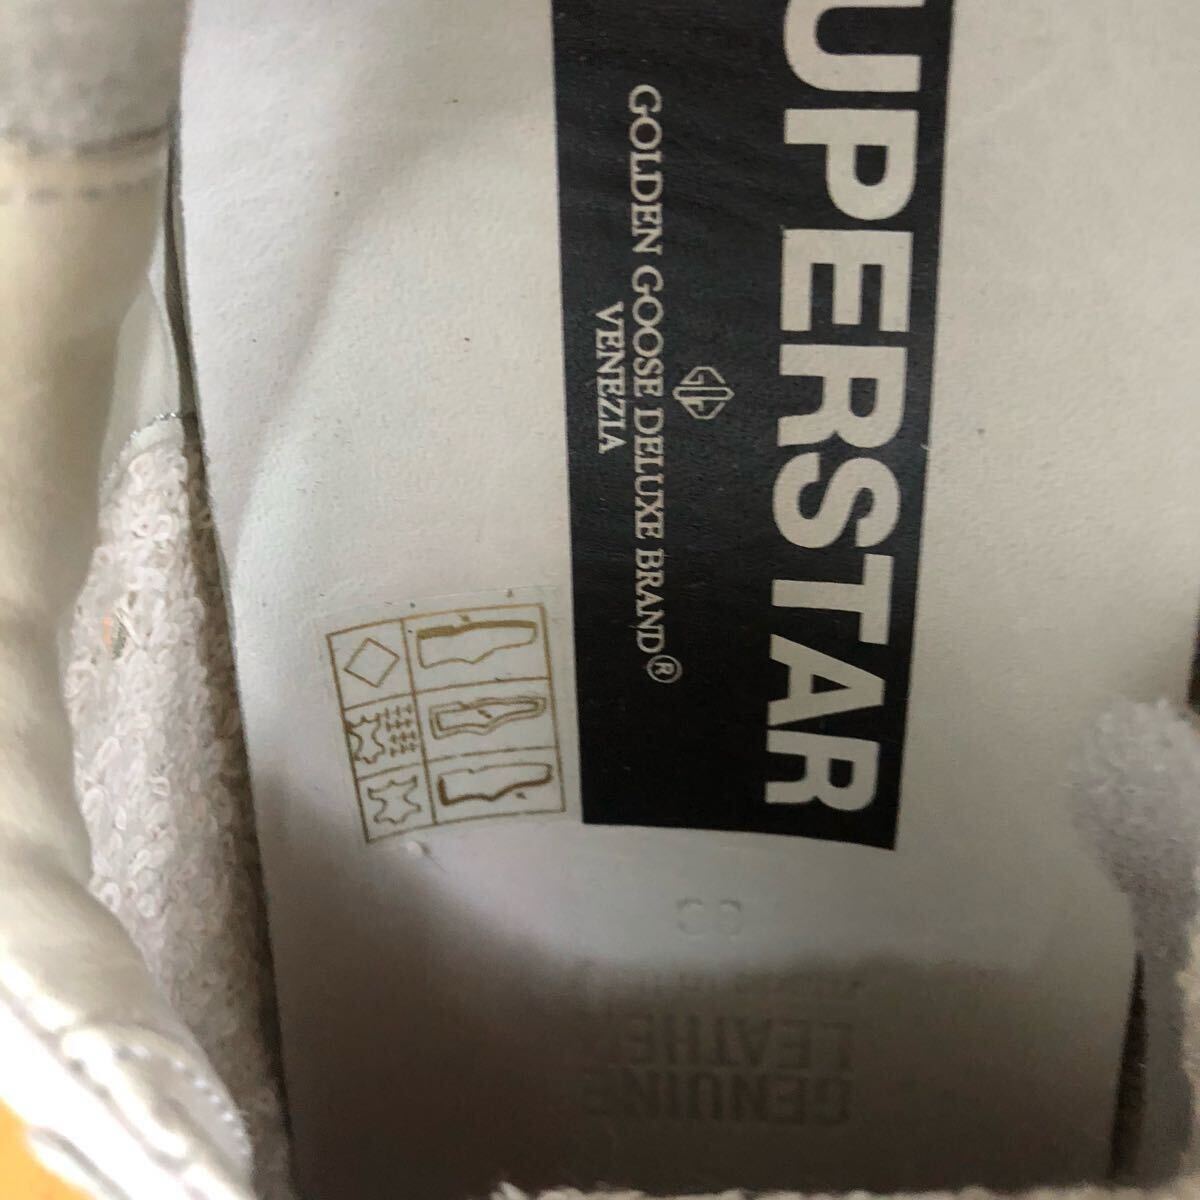 UPERSTAR
GOLDEN GOOSE DELUXE BRAND®
VENEZIA
GENUINE
LEATHER